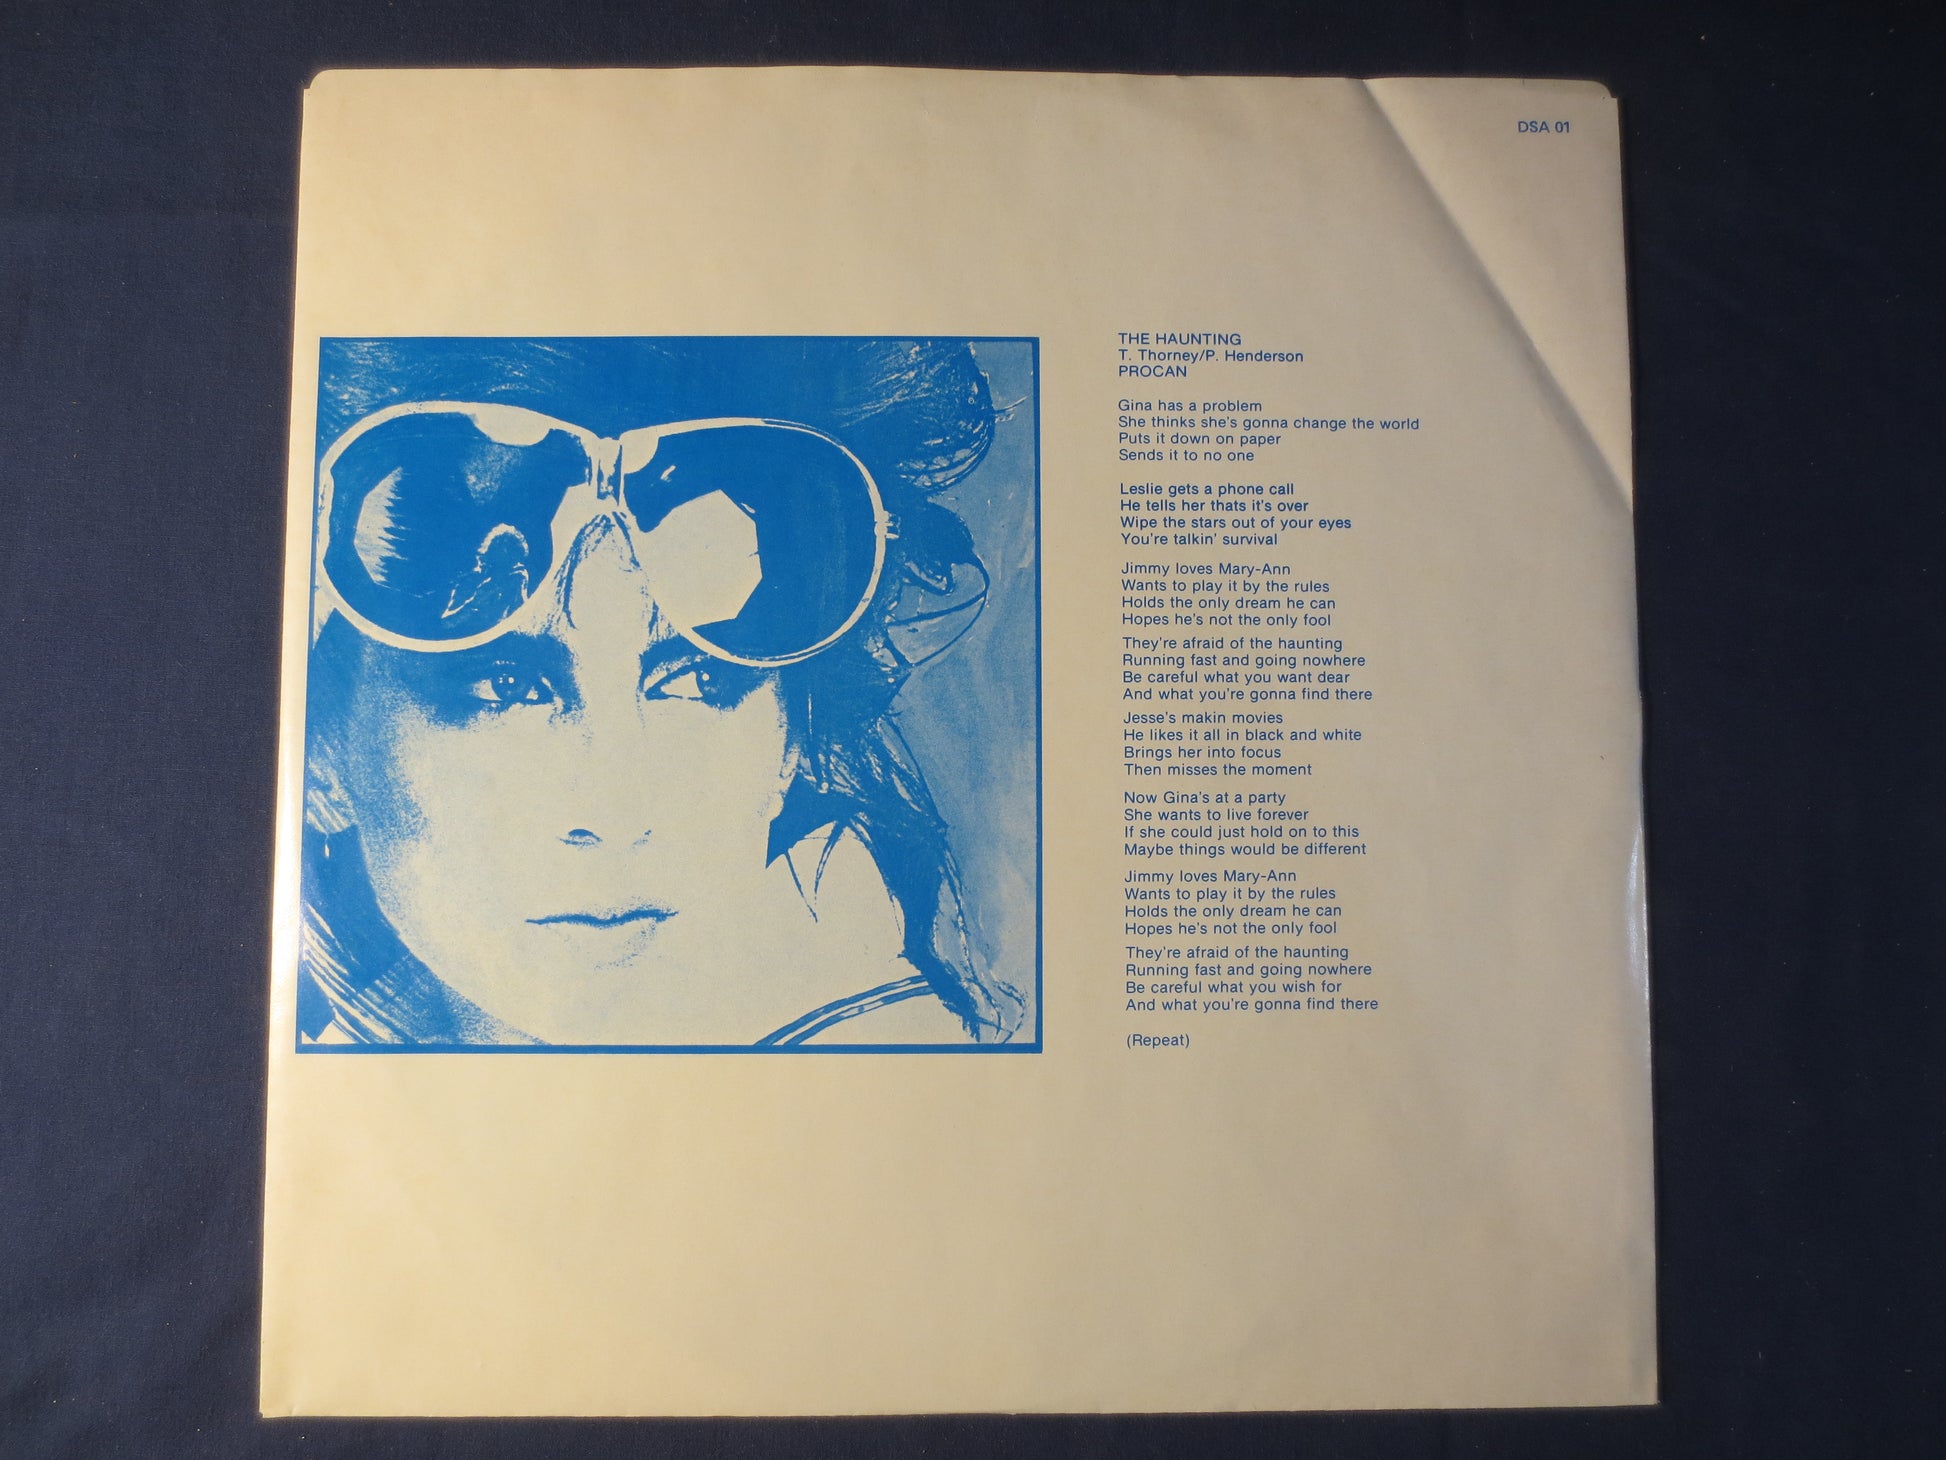 DSA 01
THE HAUNTING
T. Thorney/P. Henderson
PROCAN
Gina has a problem
She thinks she's gonna change the world
Puts it down on paper
Sends it to no one
Leslie gets a phone call
He tells her thats it's over
Wipe the stars out of your eyes
You're talkin' survival
Jimmy loves Mary-Ann
Wants to play it by the rules
Holds the only dream he can
Hopes he's not the only fool
They're afraid of the haunting
Running fast and going nowhere
Be careful what you want dear
And what you're gonna find there
Jesse's makin movies
He likes it all in black and white
Brings her into focus
Then misses the moment
Now Gina's at a party
She wants to live forever
If she could just hold on to this
Maybe things would be different
Jimmy loves Mary-Ann
Wants to play it by the rules
Holds the only dream he can
Hopes he's not the only fool
They're afraid of the haunting
Running fast and going nowhere
Be careful what you wish for
And what you're gonna find there
(Repeat)